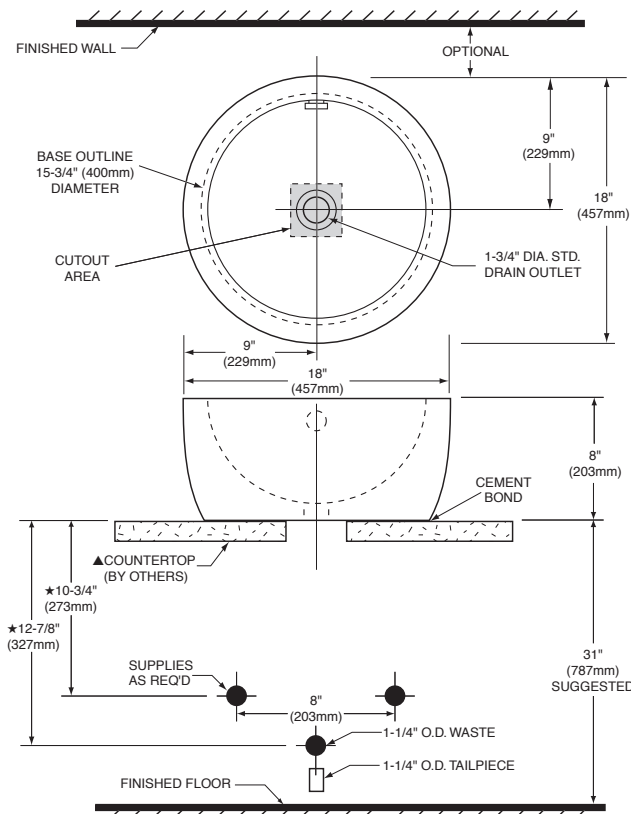 FINISHED WALL
OPTIONAL
BASE OUTLINE
15-3/4" (400mm)
DIAMETER
9"
(229mm)
18"
(457mm)
CUTOUT
AREA
1-3/4" DIA. STD.
DRAIN OUTLET
9"
(229mm)
18"
(457mm)
8"
(203mm)
CEMENT
BOND
▲COUNTERTOP
(BY OTHERS)
★10-3/4"
(273mm)
★12-7/8"
(327mm)
31"
(787mm)
SUGGESTED
SUPPLIES
AS REQ'D
8"
(203mm)
1-1/4" O.D. WASTE
1-1/4" O.D. TAILPIECE
FINISHED FLOOR